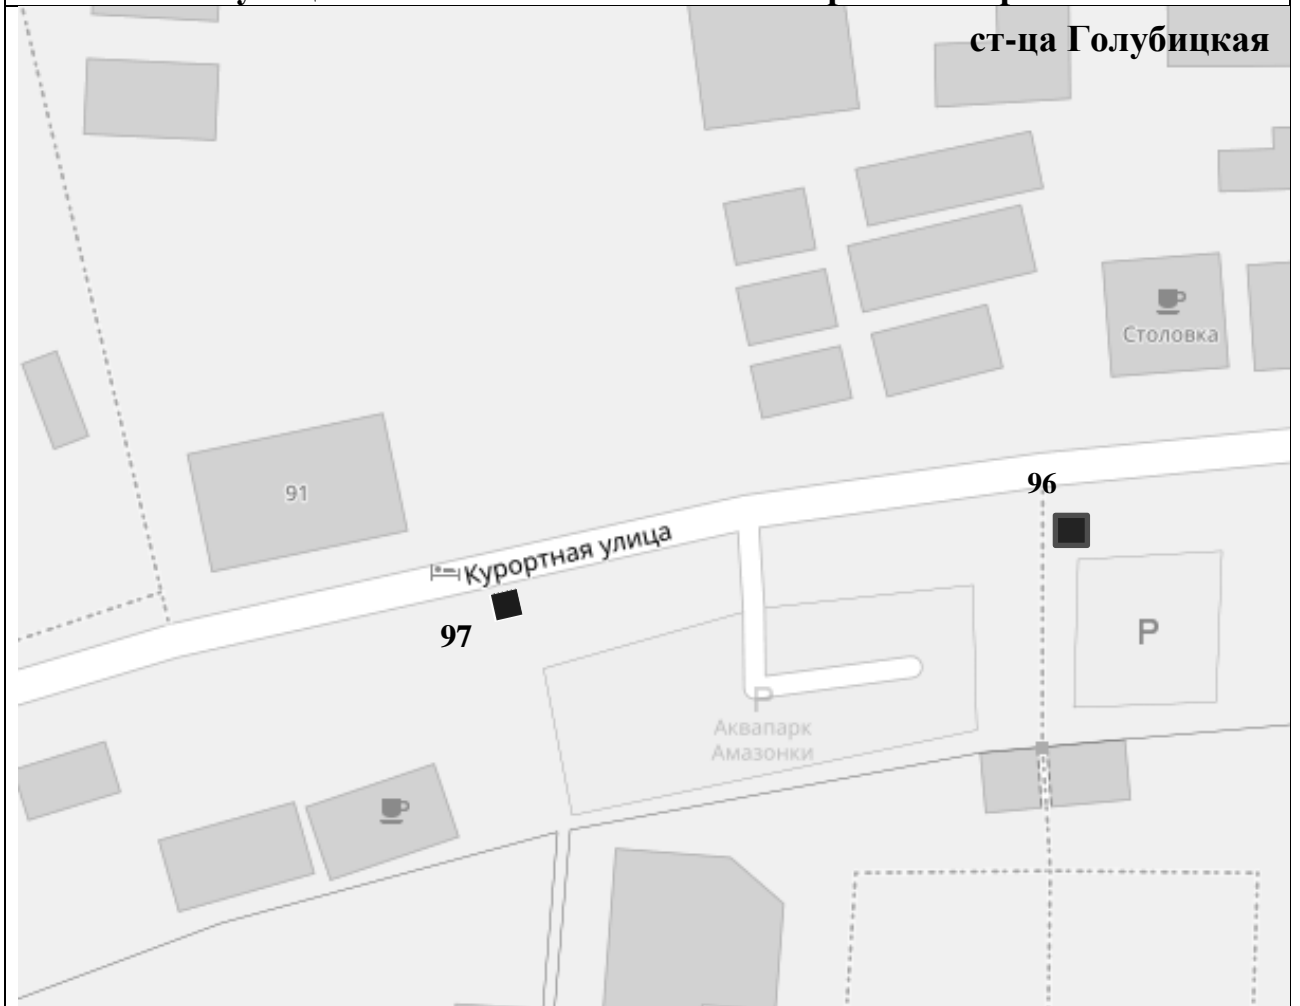 ст-ца Голубицкая
Столовка
96
91
Курортная улица
97
P
P
Аквапарк
Амазонки